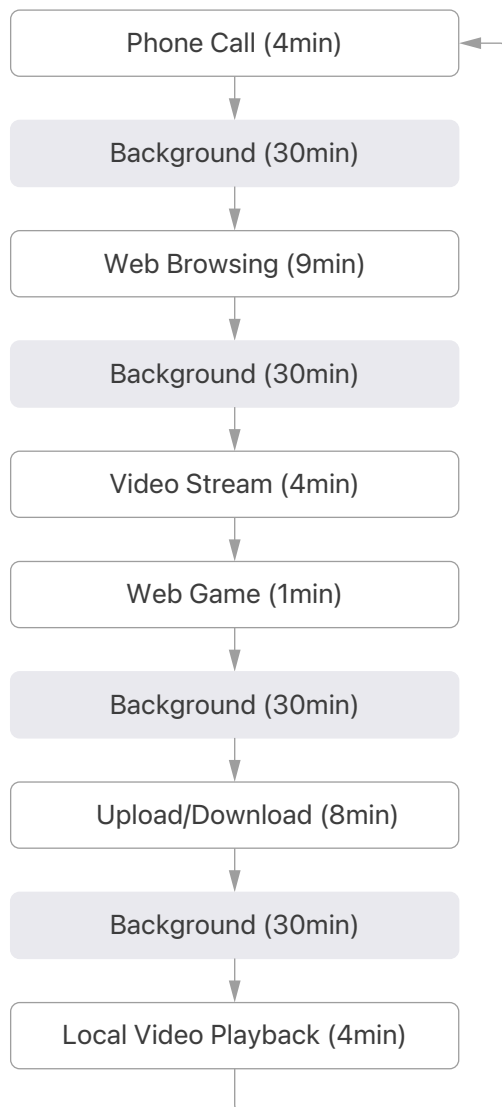 Phone Call (4min)
Background (30min)
Web Browsing (9min)
Background (30min)
Video Stream (4min)
Web Game (1min)
Background (30min)
Upload/Download (8min)
Background (30min)
Local Video Playback (4min)